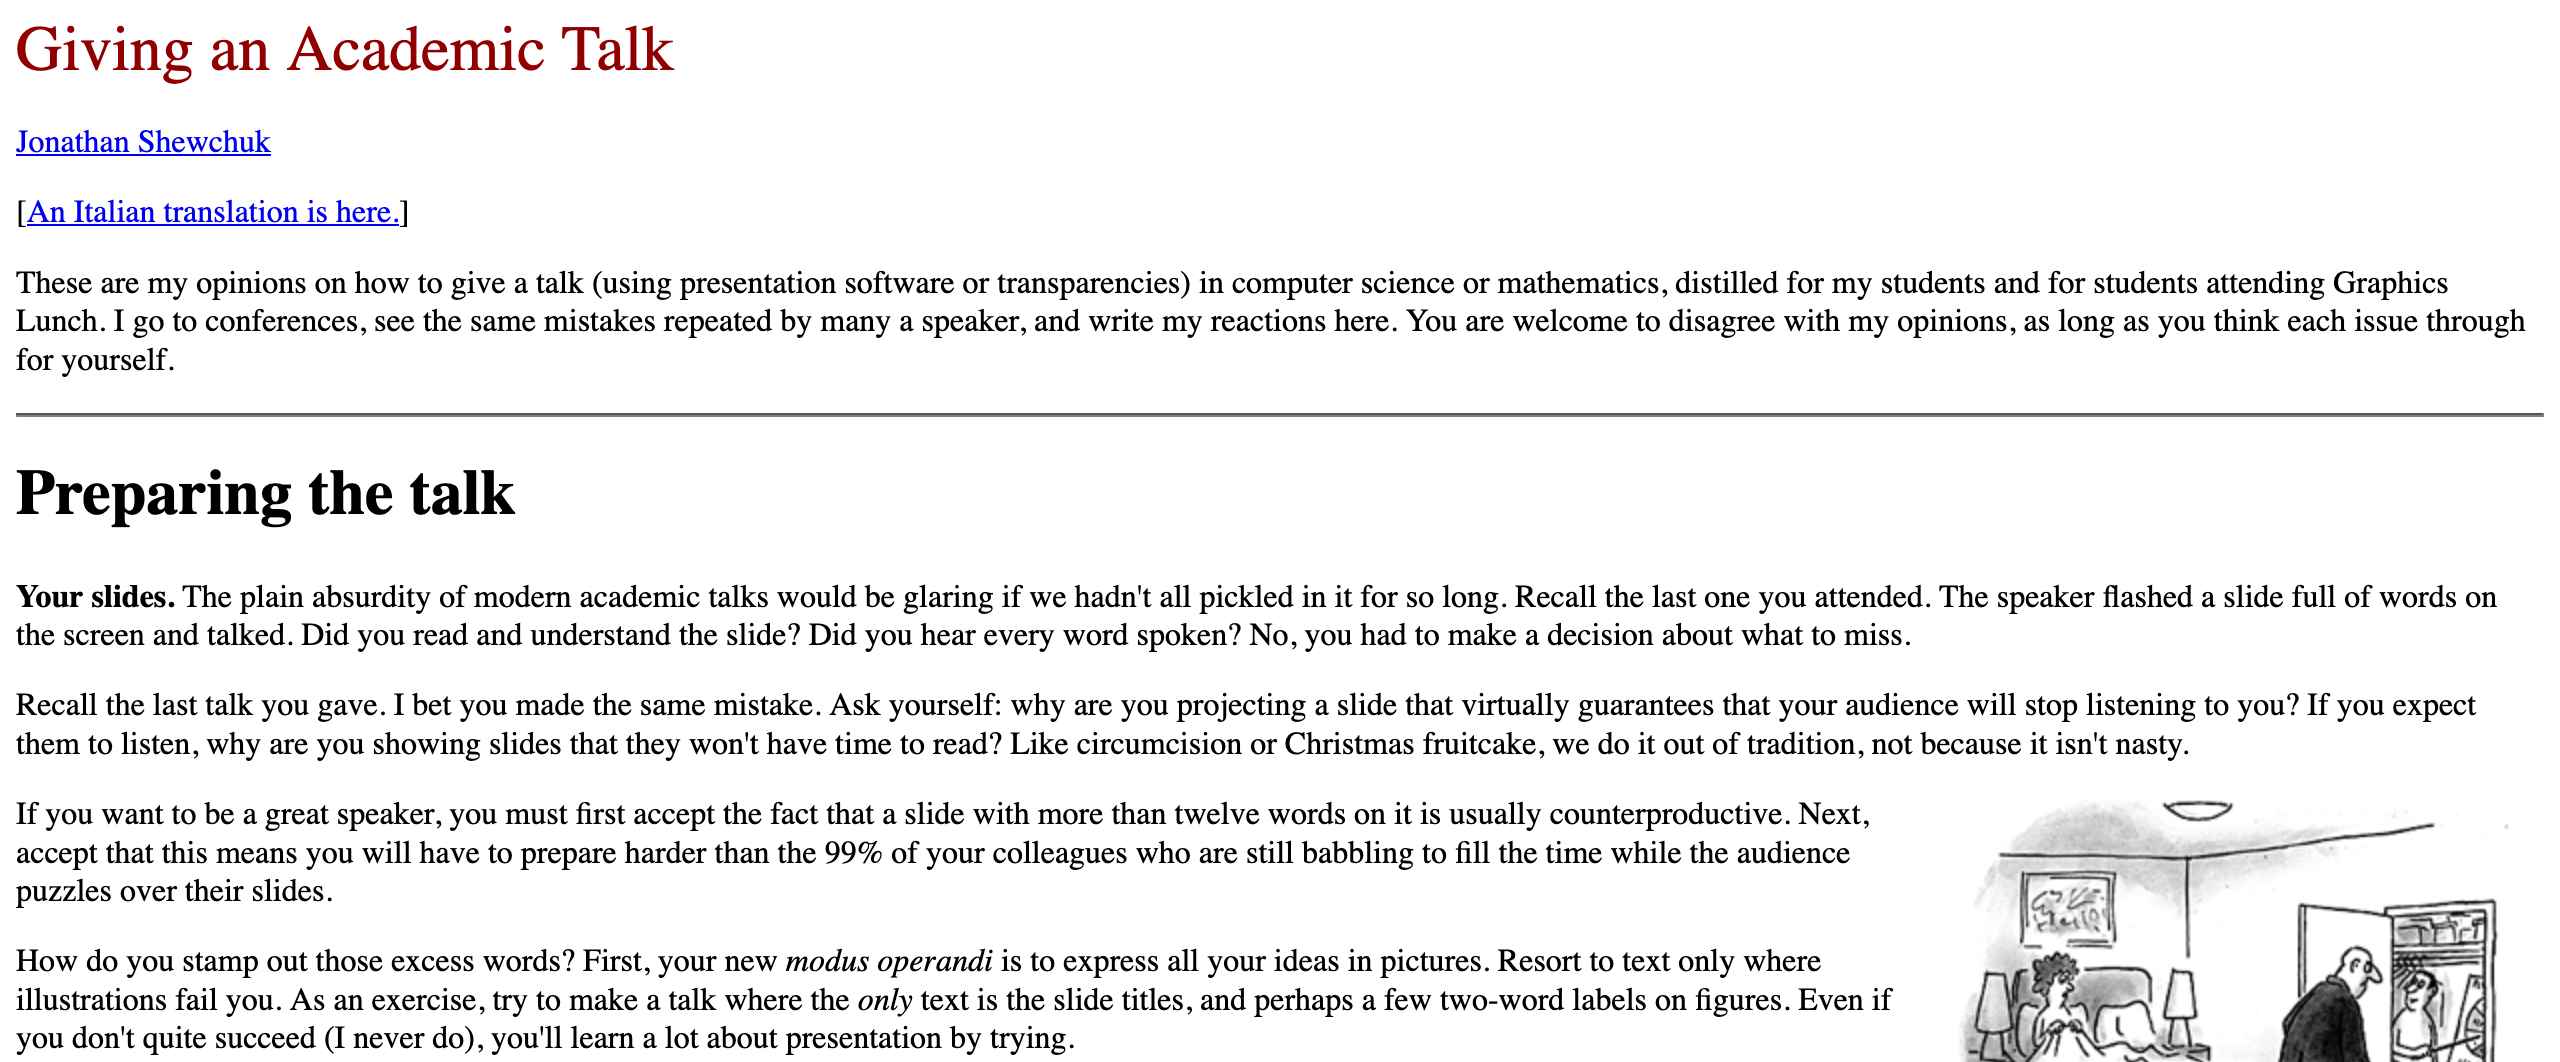 Giving an Academic Talk
Jonathan Shewchuk
[An Italian translation is here.]
These are my opinions on how to give a talk (using presentation software or transparencies) in computer science or mathematics, distilled for my students and for students attending Graphics
Lunch. I go to conferences, see the same mistakes repeated by many a speaker, and write my reactions here. You are welcome to disagree with my opinions, as long as you think each issue through
for yourself.
Preparing the talk
Your slides. The plain absurdity of modern academic talks would be glaring if we hadn't all pickled in it for so long. Recall the last one you attended. The speaker flashed a slide full of words on
the screen and talked. Did you read and understand the slide? Did you hear every word spoken? No, you had to make a decision about what to miss.
Recall the last talk you gave. I bet you made the same mistake. Ask yourself: why are you projecting a slide that virtually guarantees that your audience will stop listening to you? If you expect
them to listen, why are you showing slides that they won't have time to read? Like circumcision or Christmas fruitcake, we do it out of tradition, not because it isn't nasty.
If you want to be a great speaker, you must first accept the fact that a slide with more than twelve words on it is usually counterproductive. Next,
accept that this means you will have to prepare harder than the 99% of your colleagues who are still babbling to fill the time while the audience
puzzles over their slides.
How do you stamp out those excess words? First, your new modus operandi is to express all your ideas in pictures. Resort to text only where
illustrations fail you. As an exercise, try to make a talk where the only text is the slide titles, and perhaps a few two-word labels on figures. Even if
you don't quite succeed (I never do), you'll learn a lot about presentation by trying.